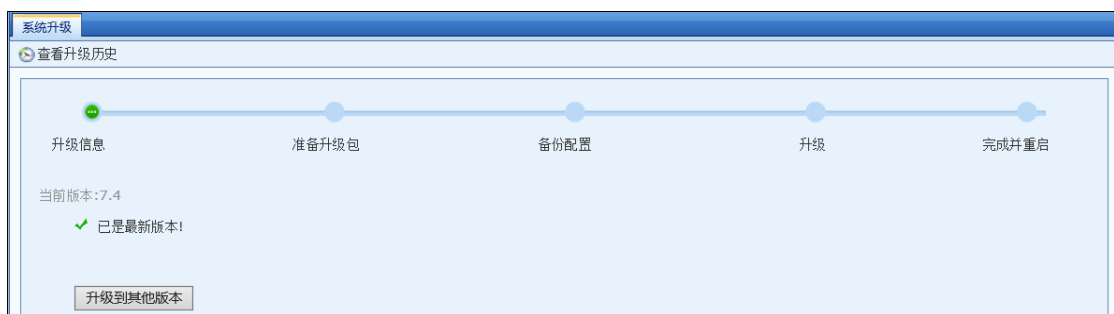 系统升级
查看升级历史
升级信息 准备升级包 备份配置 升级 完成并重启
当前版本:7.4
已是最新版本!
升级到其他版本